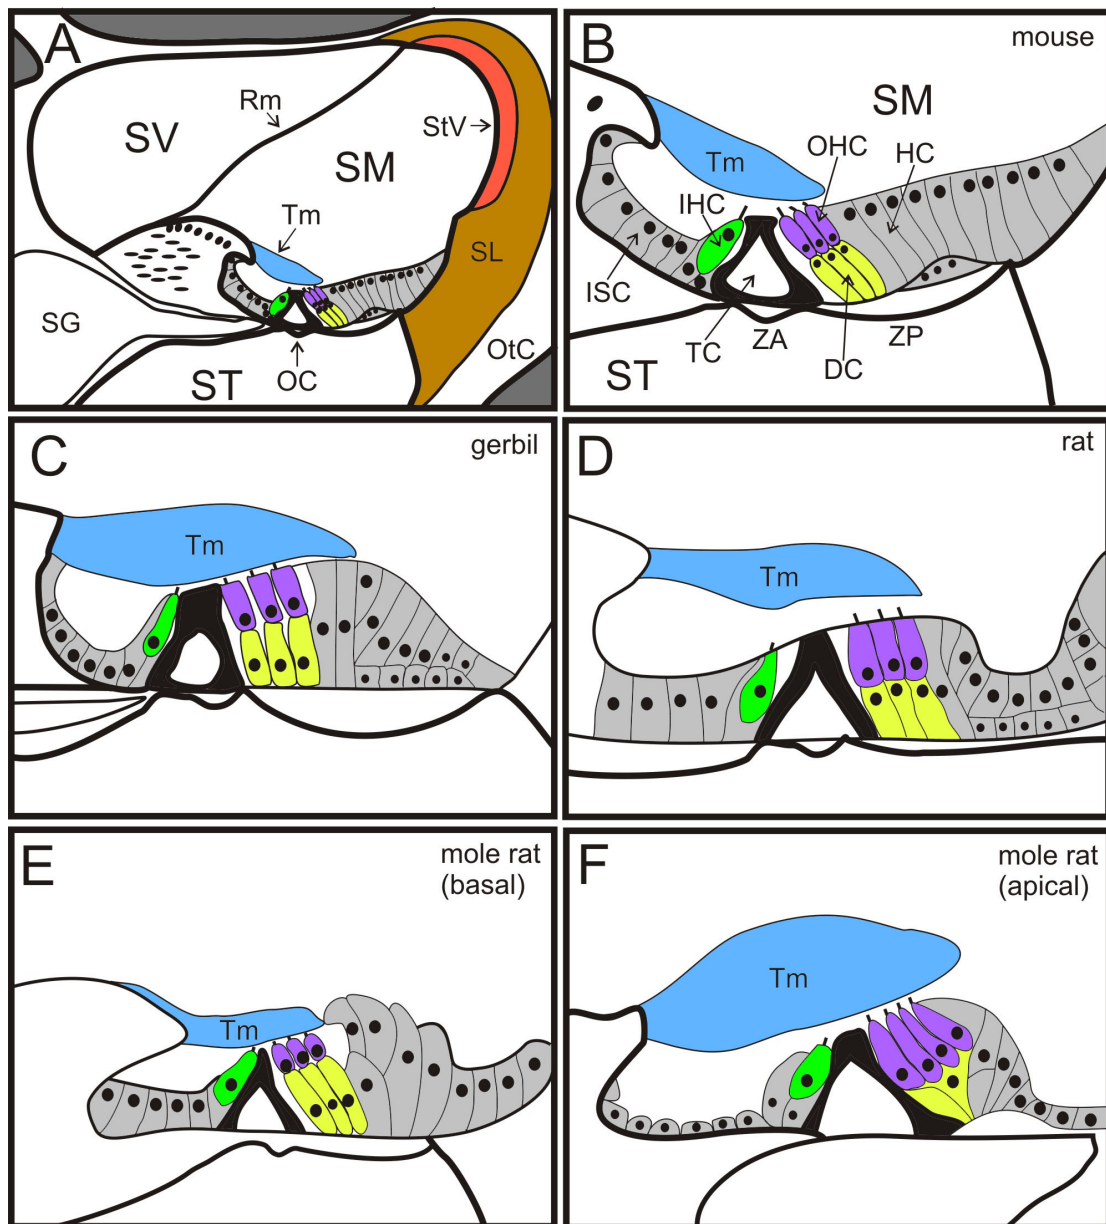 A
Rm
SV
StV
SM
Tm
SL
SG
OtC
OC
ST
B
mouse
SM
OHC
HC
Tm
IHC
ISC
TC
ZA
ZP
DC
ST
C
gerbil
Tm
D
rat
Tm
E
mole rat
(basal)
Tm
F
mole rat
(apical)
Tm